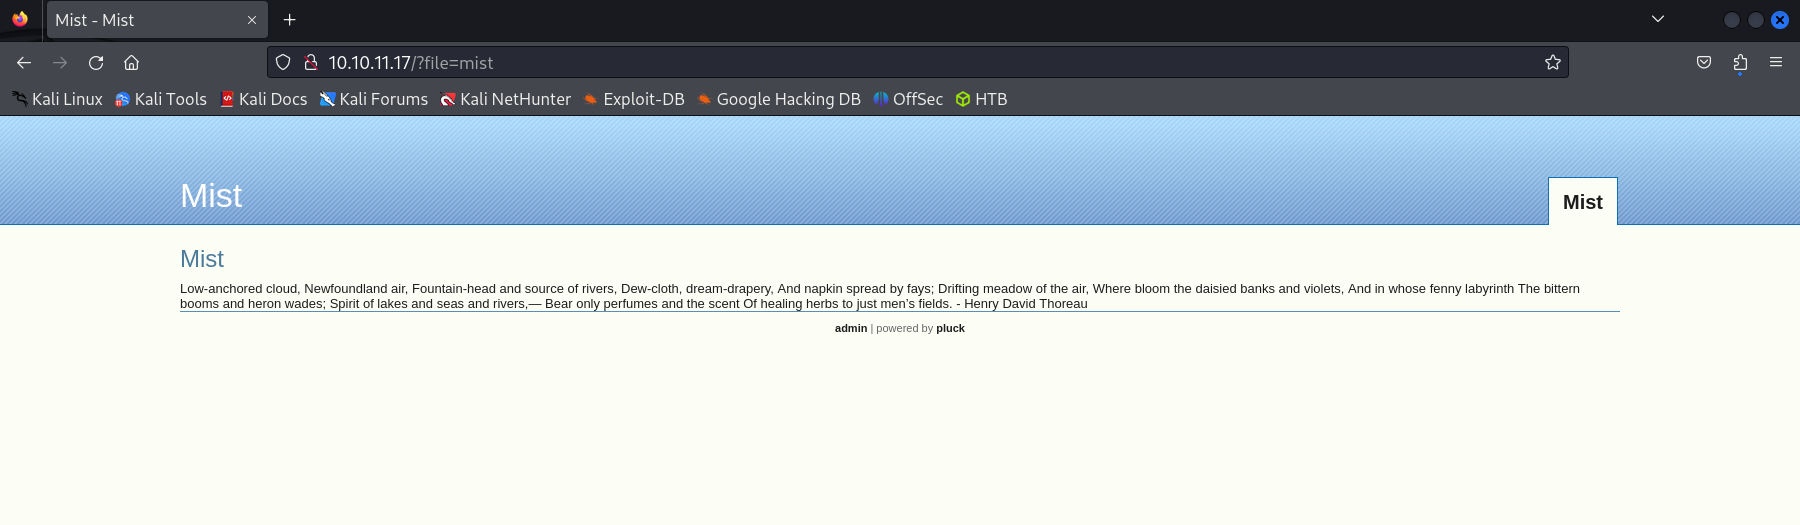 Mist - Mist
10.10.11.17/?file=mist
Kali Linux Kali Tools Kali Docs Kali Forums Kali NetHunter Exploit-DB Google Hacking DB OffSec HTB
Mist
Mist
Mist
Low-anchored cloud, Newfoundland air, Fountain-head and source of rivers, Dew-cloth, dream-drapery, And napkin spread by fays; Drifting meadow of the air, Where bloom the daisied banks and violets, And in whose fenny labyrinth The bittern
booms and heron wades; Spirit of lakes and seas and rivers,— Bear only perfumes and the scent Of healing herbs to just men’s fields. - Henry David Thoreau
admin | powered by pluck